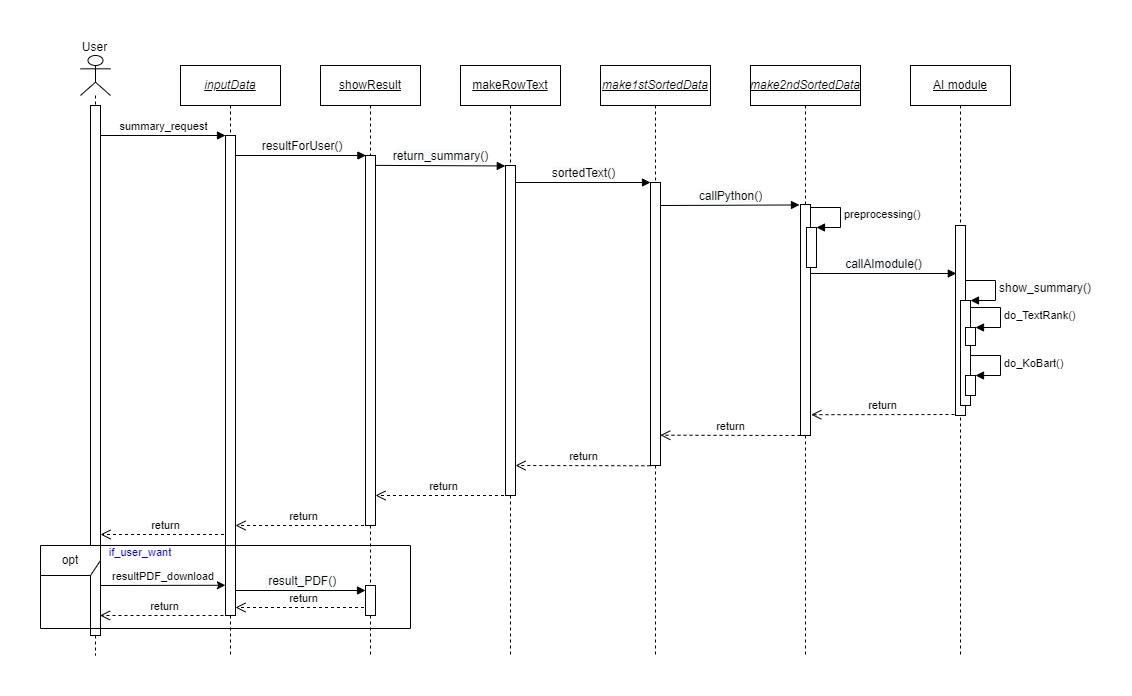 User
inputData
showResult
makeRowText
make1stSortedData
make2ndSortedData
AI module
summary_request
resultForUser()
return_summary()
sortedText()
callPython()
preprocessing()
callAImodule()
show_summary()
do_TextRank()
do_KoBart()
return
return
return
return
return
return
opt
if_user_want
resultPDF_download
result_PDF()
return
return